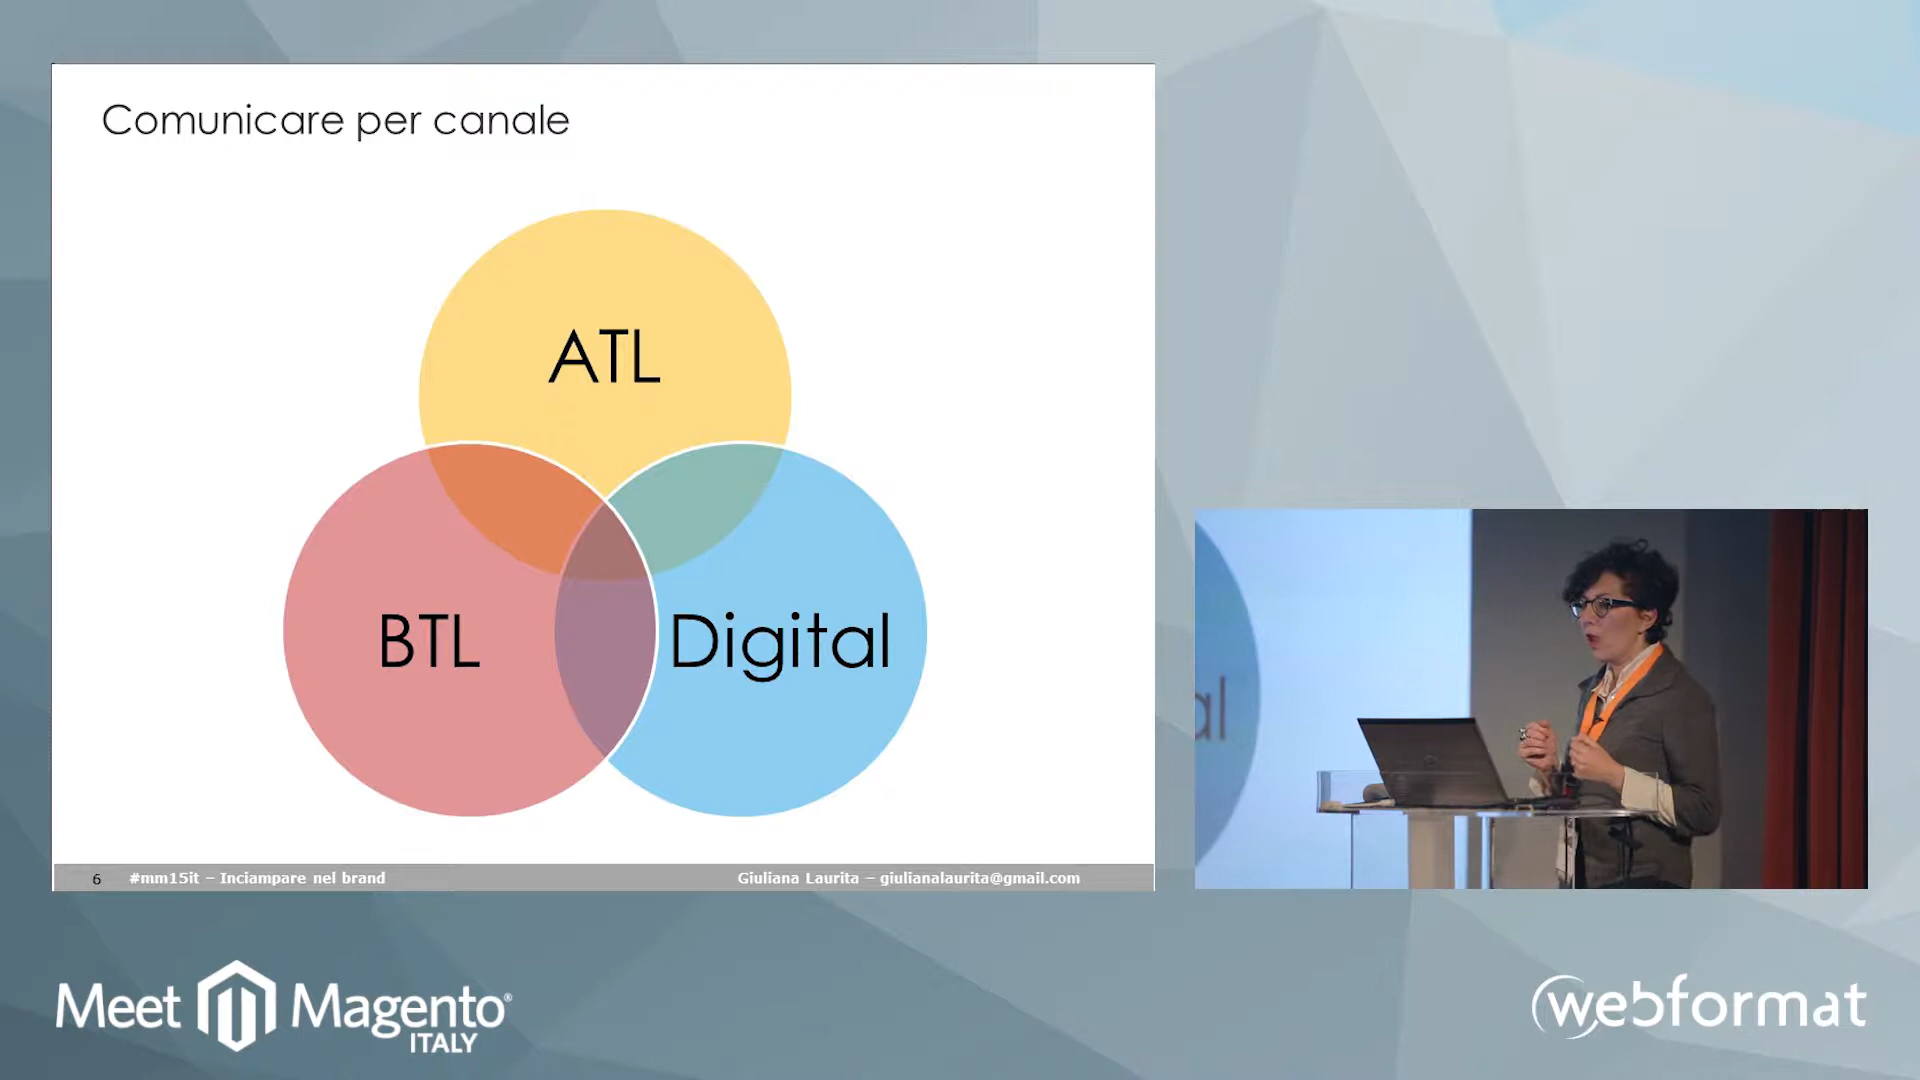 Comunicare per canale
ATL
BTL
Digital
6 #mm15it – Inciampare nel brand Giuliana Laurita – giulianalaurita@gmail.com
al
Meet Magento®
ITALY
webformat